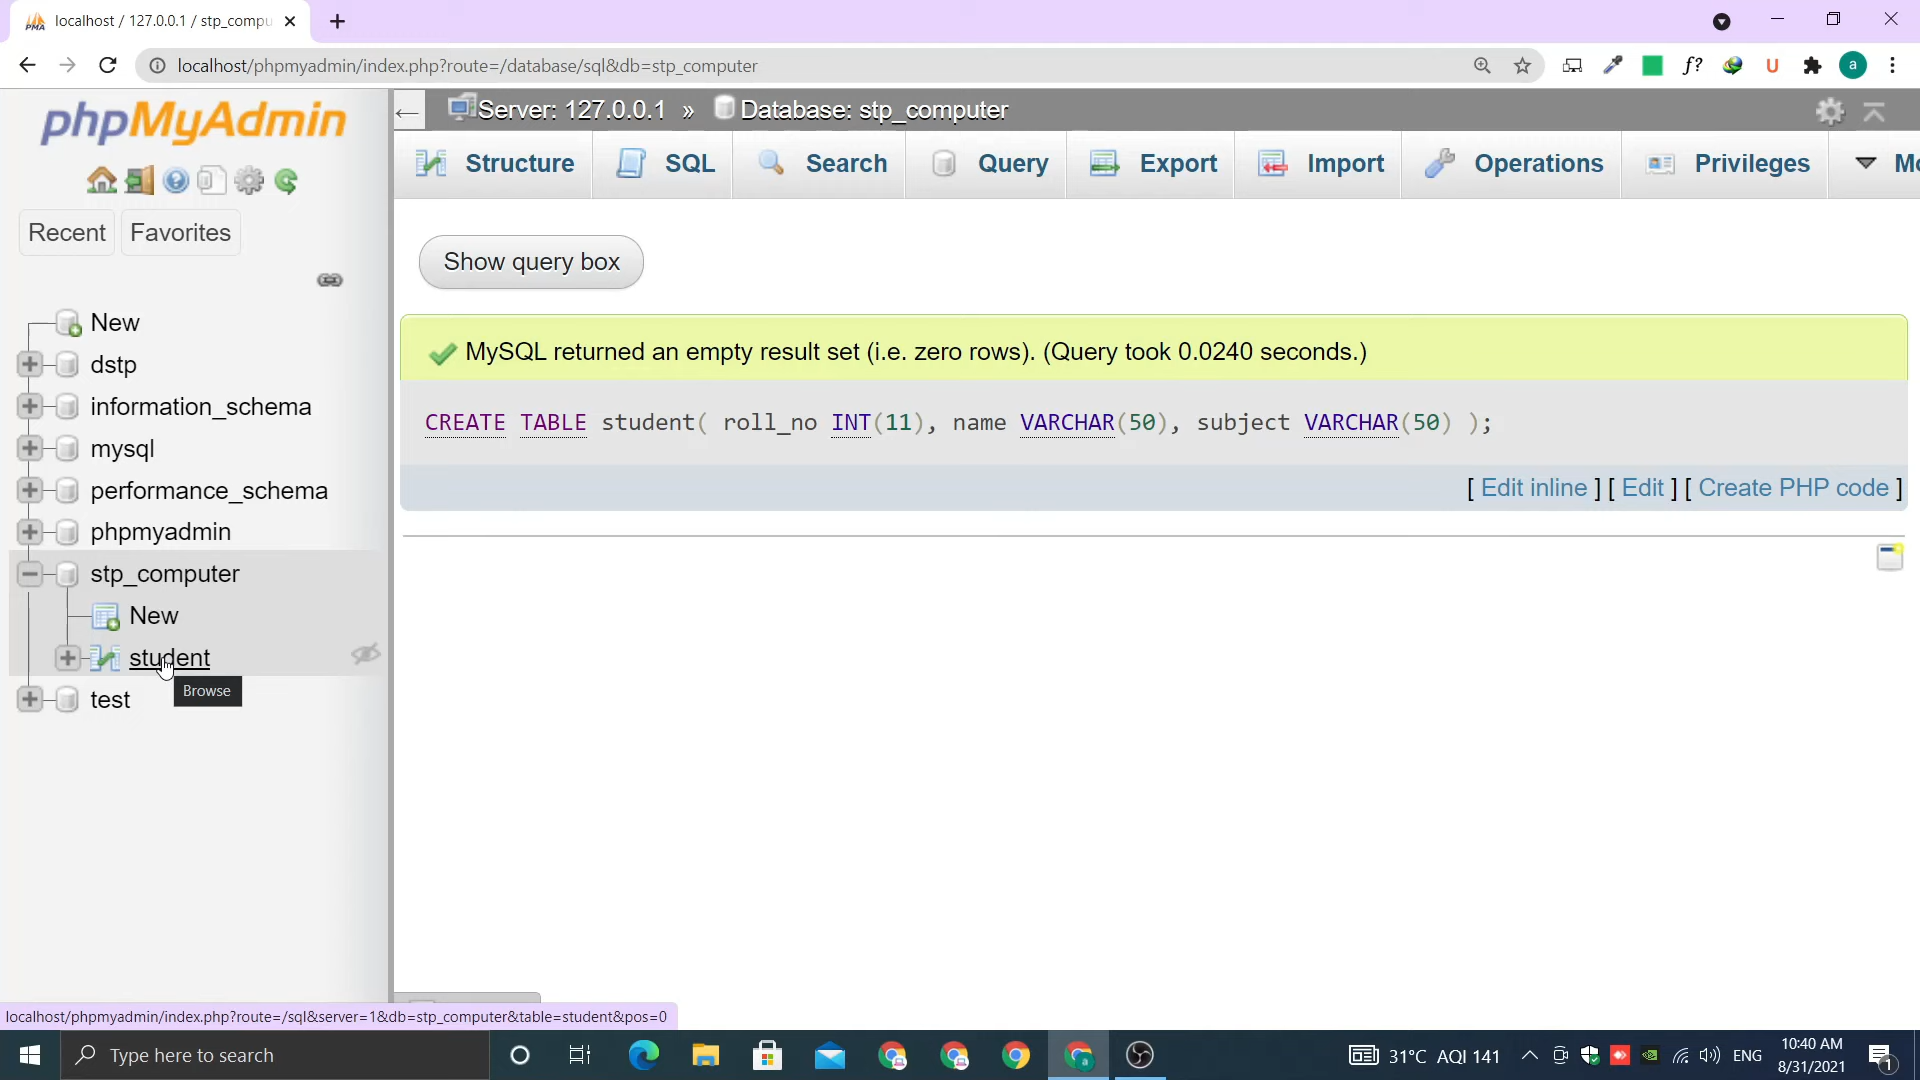 localhost / 127.0.0.1 / stp_compu
localhost/phpmyadmin/index.php?route=/database/sql&db=stp_computer
f?
U
a
phpMyAdmin
Server: 127.0.0.1 » Database: stp_computer
Structure SQL Search Query Export Import Operations Privileges Mo
Recent Favorites
Show query box
New
dstp
information_schema
mysql
performance_schema
phpmyadmin
stp_computer
New
student
Browse
test
MySQL returned an empty result set (i.e. zero rows). (Query took 0.0240 seconds.)
CREATE TABLE student( roll_no INT(11), name VARCHAR(50), subject VARCHAR(50) );
[ Edit inline ] [ Edit ] [ Create PHP code ]
localhost/phpmyadmin/index.php?route=/sql&server=1&db=stp_computer&table=student&pos=0
Type here to search
31°C AQI 141
ENG
10:40 AM
8/31/2021
1